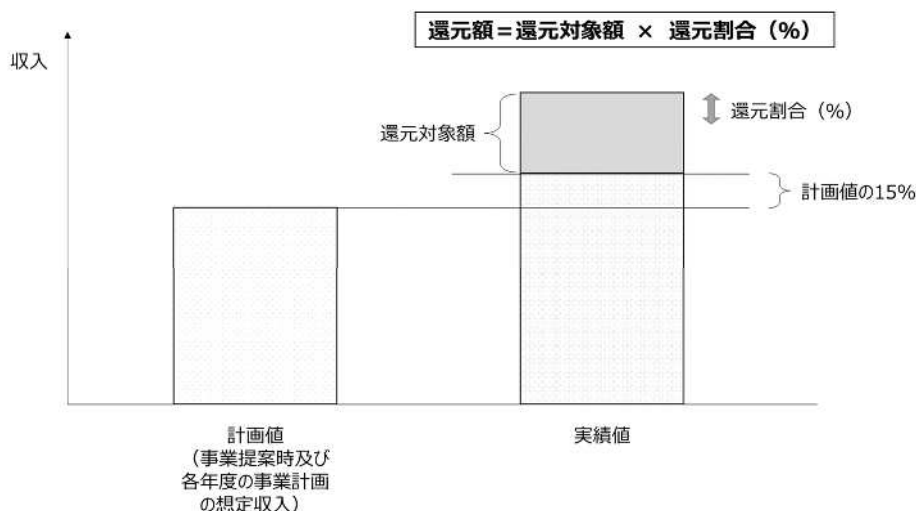 還元額＝還元対象額 × 還元割合（%）
収入
還元対象額
還元割合（%）
計画値の15%
計画値
（事業提案時及び
各年度の事業計画
の想定収入）
実績値